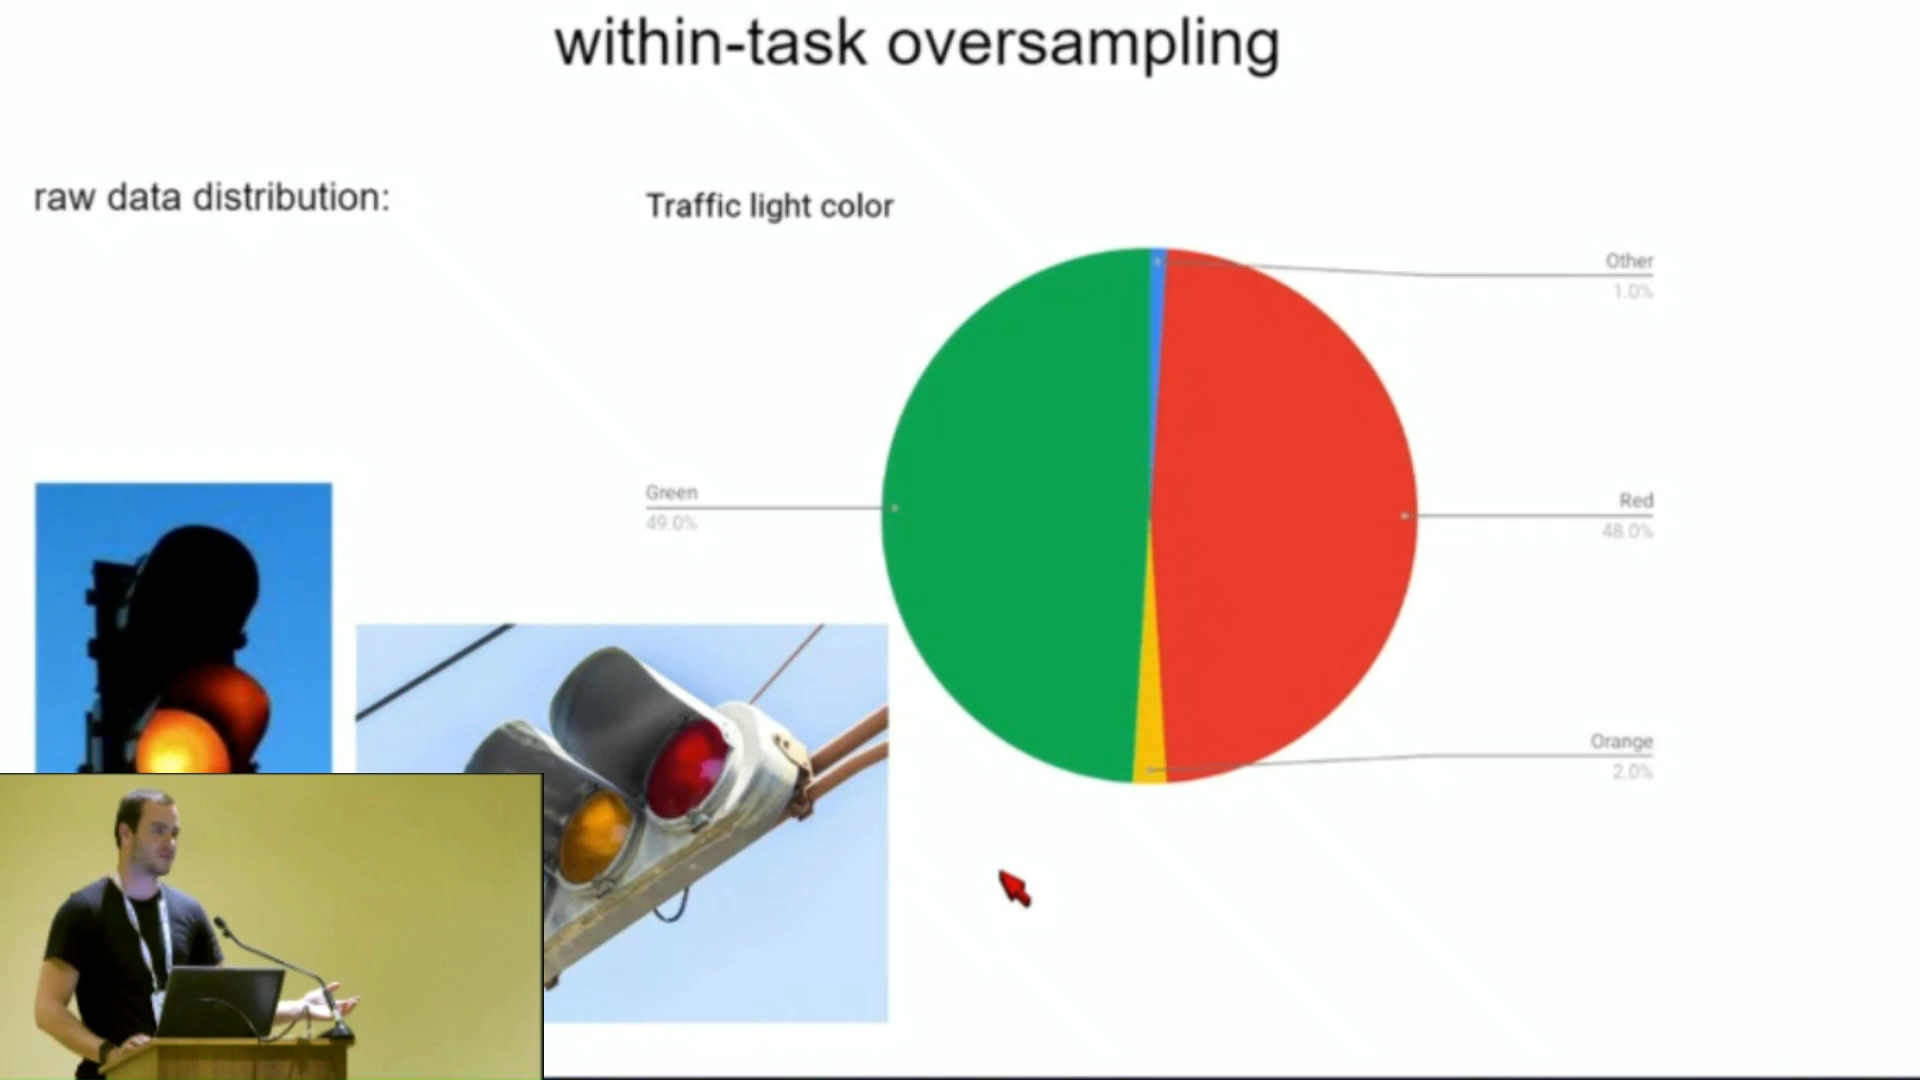 within-task oversampling
raw data distribution:
Traffic light color
Other
1.0%
Green
49.0%
Red
48.0%
Orange
2.0%